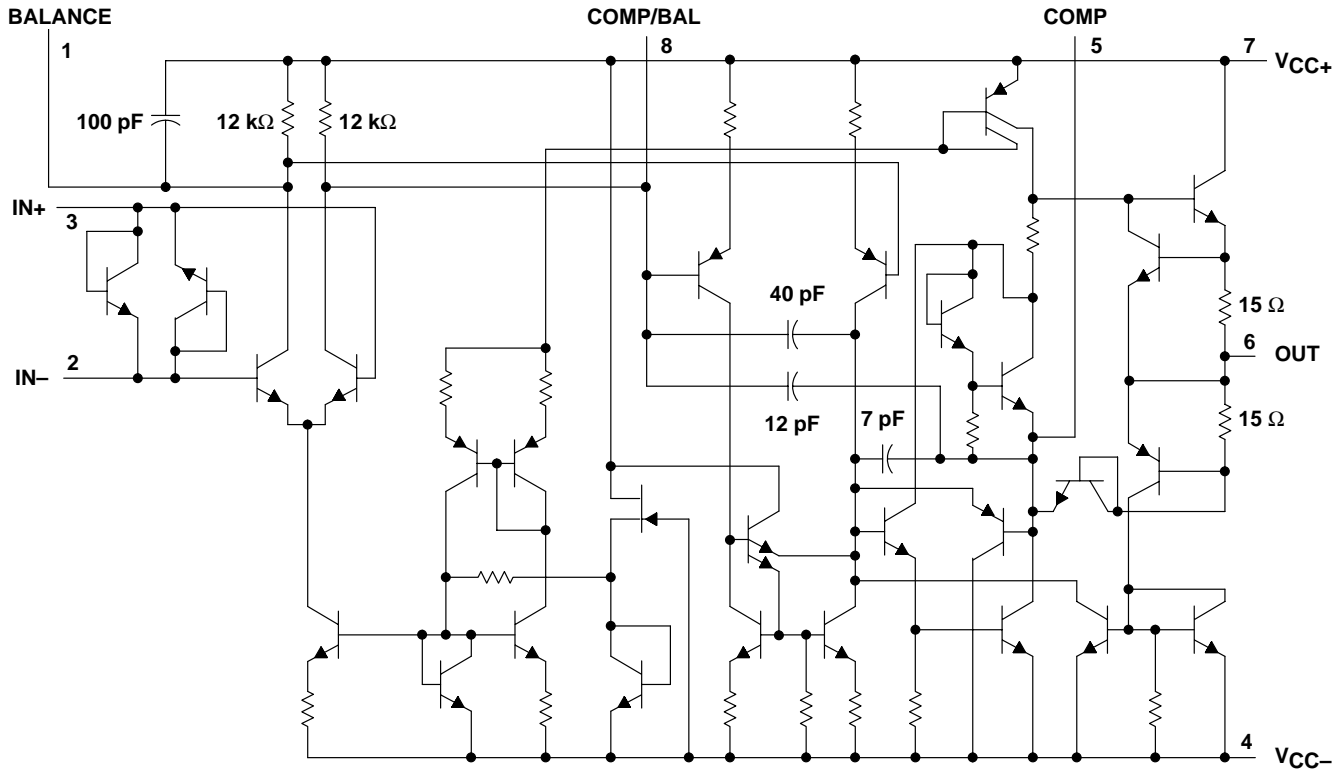 BALANCE
COMP/BAL
COMP
1
8
5
7
VCC+
100 pF
12 kΩ
12 kΩ
IN+
3
40 pF
15 Ω
6
OUT
2
IN−
12 pF
7 pF
15 Ω
4
VCC−